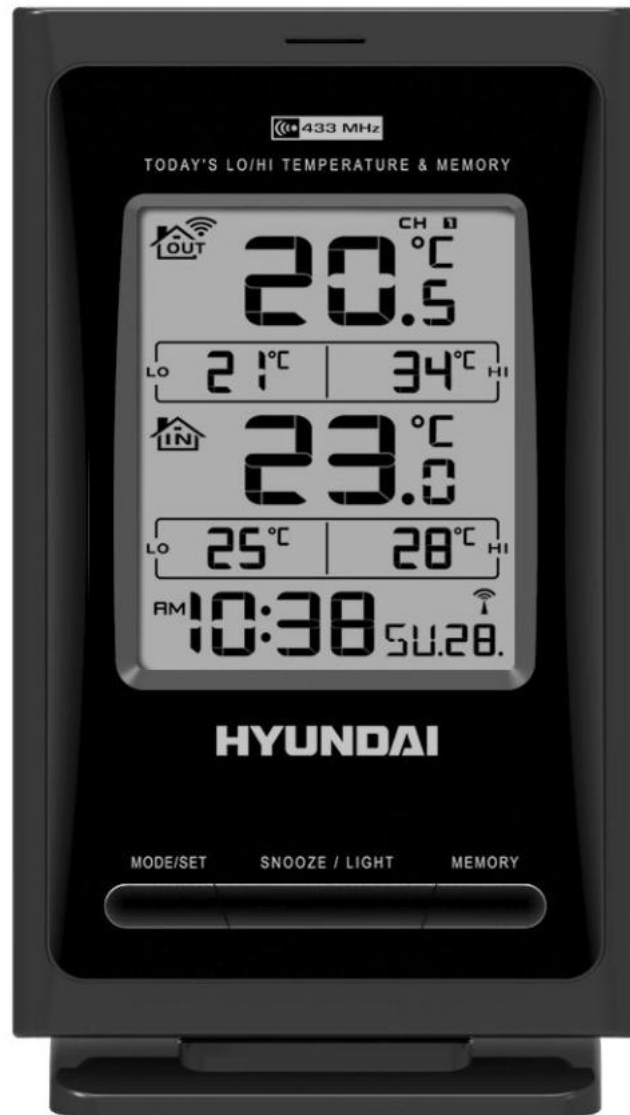 433 MHz
TODAY'S LO/HI TEMPERATURE & MEMORY
OUT CH 1
20.5 °C
LO 21°C 34°C HI
IN
23.0 °C
LO 25°C 28°C HI
AM 10:38 SU.28.
HYUNDAI
MODE/SET SNOOZE / LIGHT MEMORY